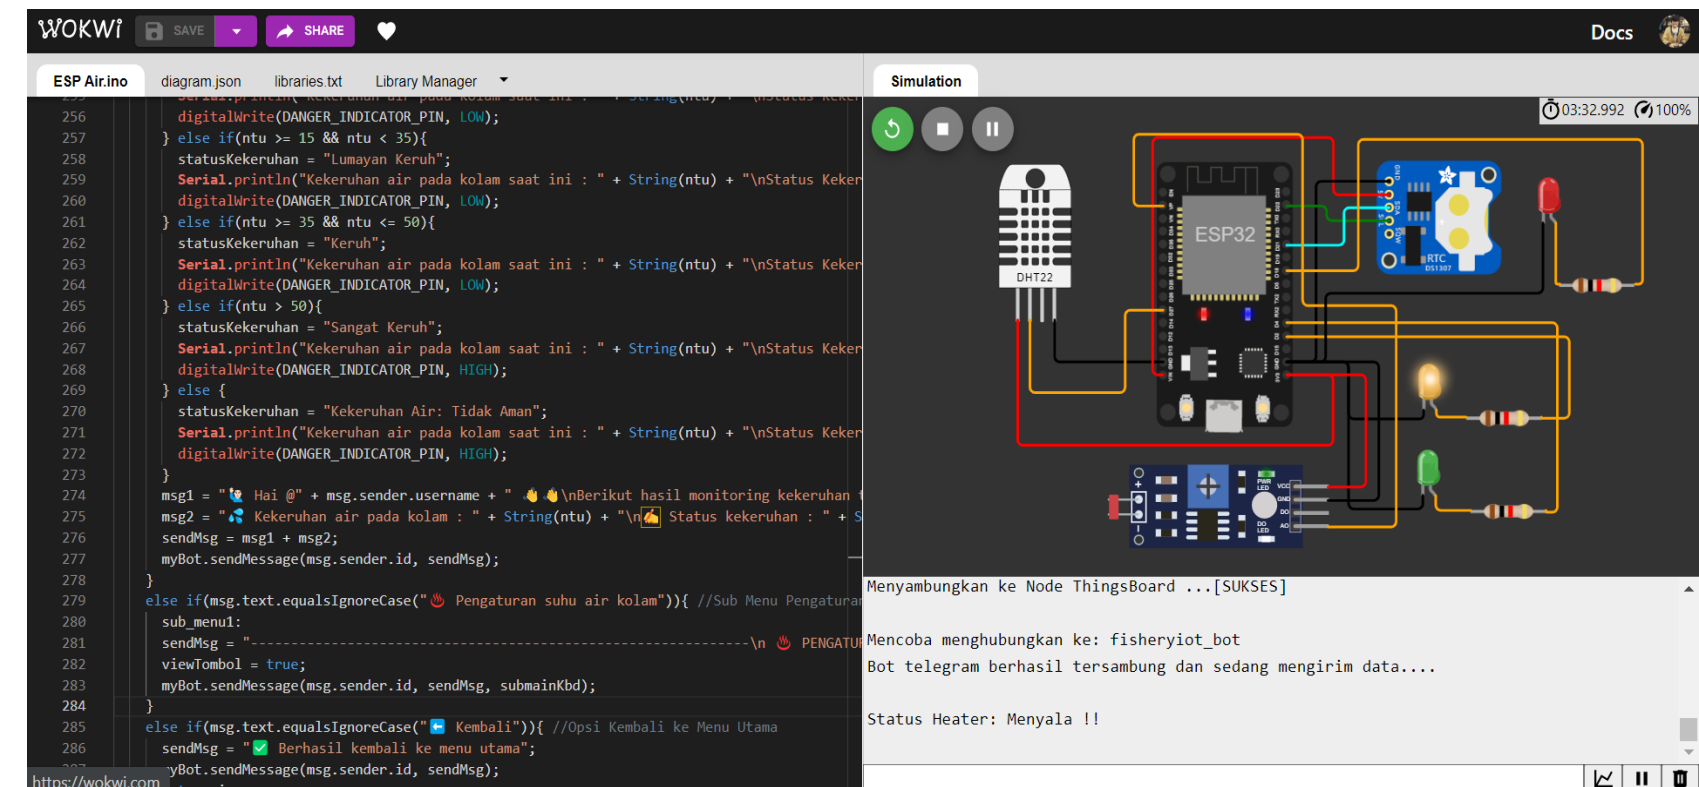 WOKWi SAVE SHARE Docs
ESP Air.ino diagram.json libraries.txt Library Manager
Simulation
256 digitalWrite(DANGER_INDICATOR_PIN, LOW);
257 } else if(ntu >= 15 && ntu < 35){
258 statusKekeruhan = "Lumayan Keruh";
259 Serial.println("Kekeruhan air pada kolam saat ini : " + String(ntu) + "\nStatus Keker
260 digitalWrite(DANGER_INDICATOR_PIN, LOW);
261 } else if(ntu >= 35 && ntu <= 50){
262 statusKekeruhan = "Keruh";
263 Serial.println("Kekeruhan air pada kolam saat ini : " + String(ntu) + "\nStatus Keker
264 digitalWrite(DANGER_INDICATOR_PIN, LOW);
265 } else if(ntu > 50){
266 statusKekeruhan = "Sangat Keruh";
267 Serial.println("Kekeruhan air pada kolam saat ini : " + String(ntu) + "\nStatus Keker
268 digitalWrite(DANGER_INDICATOR_PIN, HIGH);
269 } else {
270 statusKekeruhan = "Kekeruhan Air: Tidak Aman";
271 Serial.println("Kekeruhan air pada kolam saat ini : " + String(ntu) + "\nStatus Keker
272 digitalWrite(DANGER_INDICATOR_PIN, HIGH);
273 }
274 msg1 = "🙋 Hai @" + msg.sender.username + " 👋👋\nBerikut hasil monitoring kekeruhan
275 msg2 = "💦 Kekeruhan air pada kolam : " + String(ntu) + "\n✍ Status kekeruhan : " + S
276 sendMsg = msg1 + msg2;
277 myBot.sendMessage(msg.sender.id, sendMsg);
278 }
279 else if(msg.text.equalsIgnoreCase("♨ Pengaturan suhu air kolam")){ //Sub Menu Pengaturan
280 sub_menu1:
281 sendMsg = "--------------------------------------------------------------\n ♨ PENGATUR
282 viewTombol = true;
283 myBot.sendMessage(msg.sender.id, sendMsg, submainKbd);
284 }
285 else if(msg.text.equalsIgnoreCase("⬅ Kembali")){ //Opsi Kembali ke Menu Utama
286 sendMsg = "✅ Berhasil kembali ke menu utama";
yBot.sendMessage(msg.sender.id, sendMsg);
https://wokwi.com
03:32.992 100%
DHT22
ESP32
RTC
DS1307
GND
SDA
PWR
LED
VCC
GND
DO
AO
DO
LED
Menyambungkan ke Node ThingsBoard ...[SUKSES]
Mencoba menghubungkan ke: fisheryiot_bot
Bot telegram berhasil tersambung dan sedang mengirim data....
Status Heater: Menyala !!